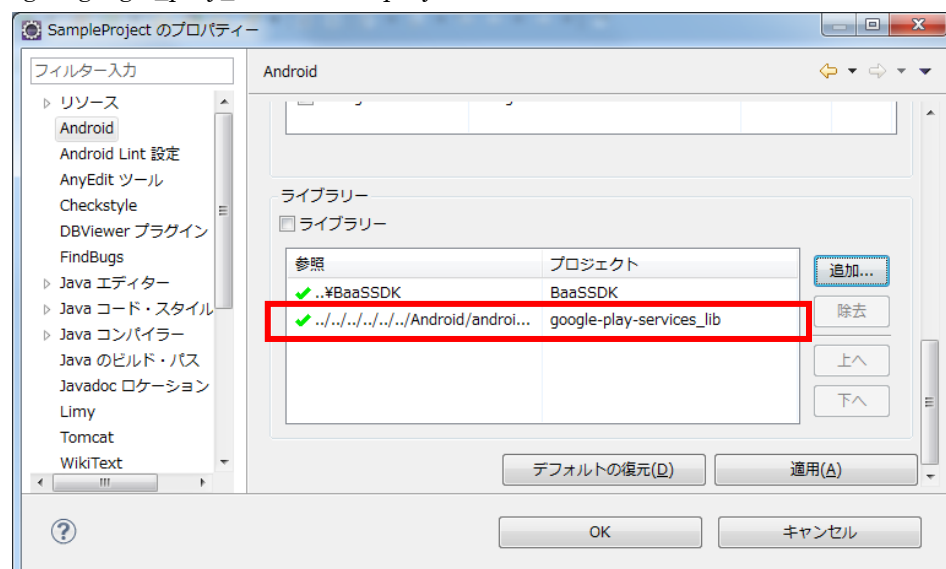 SampleProject のプロパティー
フィルター入力
Android
リソース
Android
Android Lint 設定
AnyEdit ツール
Checkstyle
DBViewer プラグイン
FindBugs
Java エディター
Java コード・スタイル
Java コンパイラー
Java のビルド・パス
Javadoc ロケーション
Limy
Tomcat
WikiText
ライブラリー
ライブラリー
参照 プロジェクト
..¥BaaSSDK BaaSSDK
../../../../../../Android/androi... google-play-services_lib
追加...
除去
上へ
下へ
デフォルトの復元(D) 適用(A)
OK キャンセル